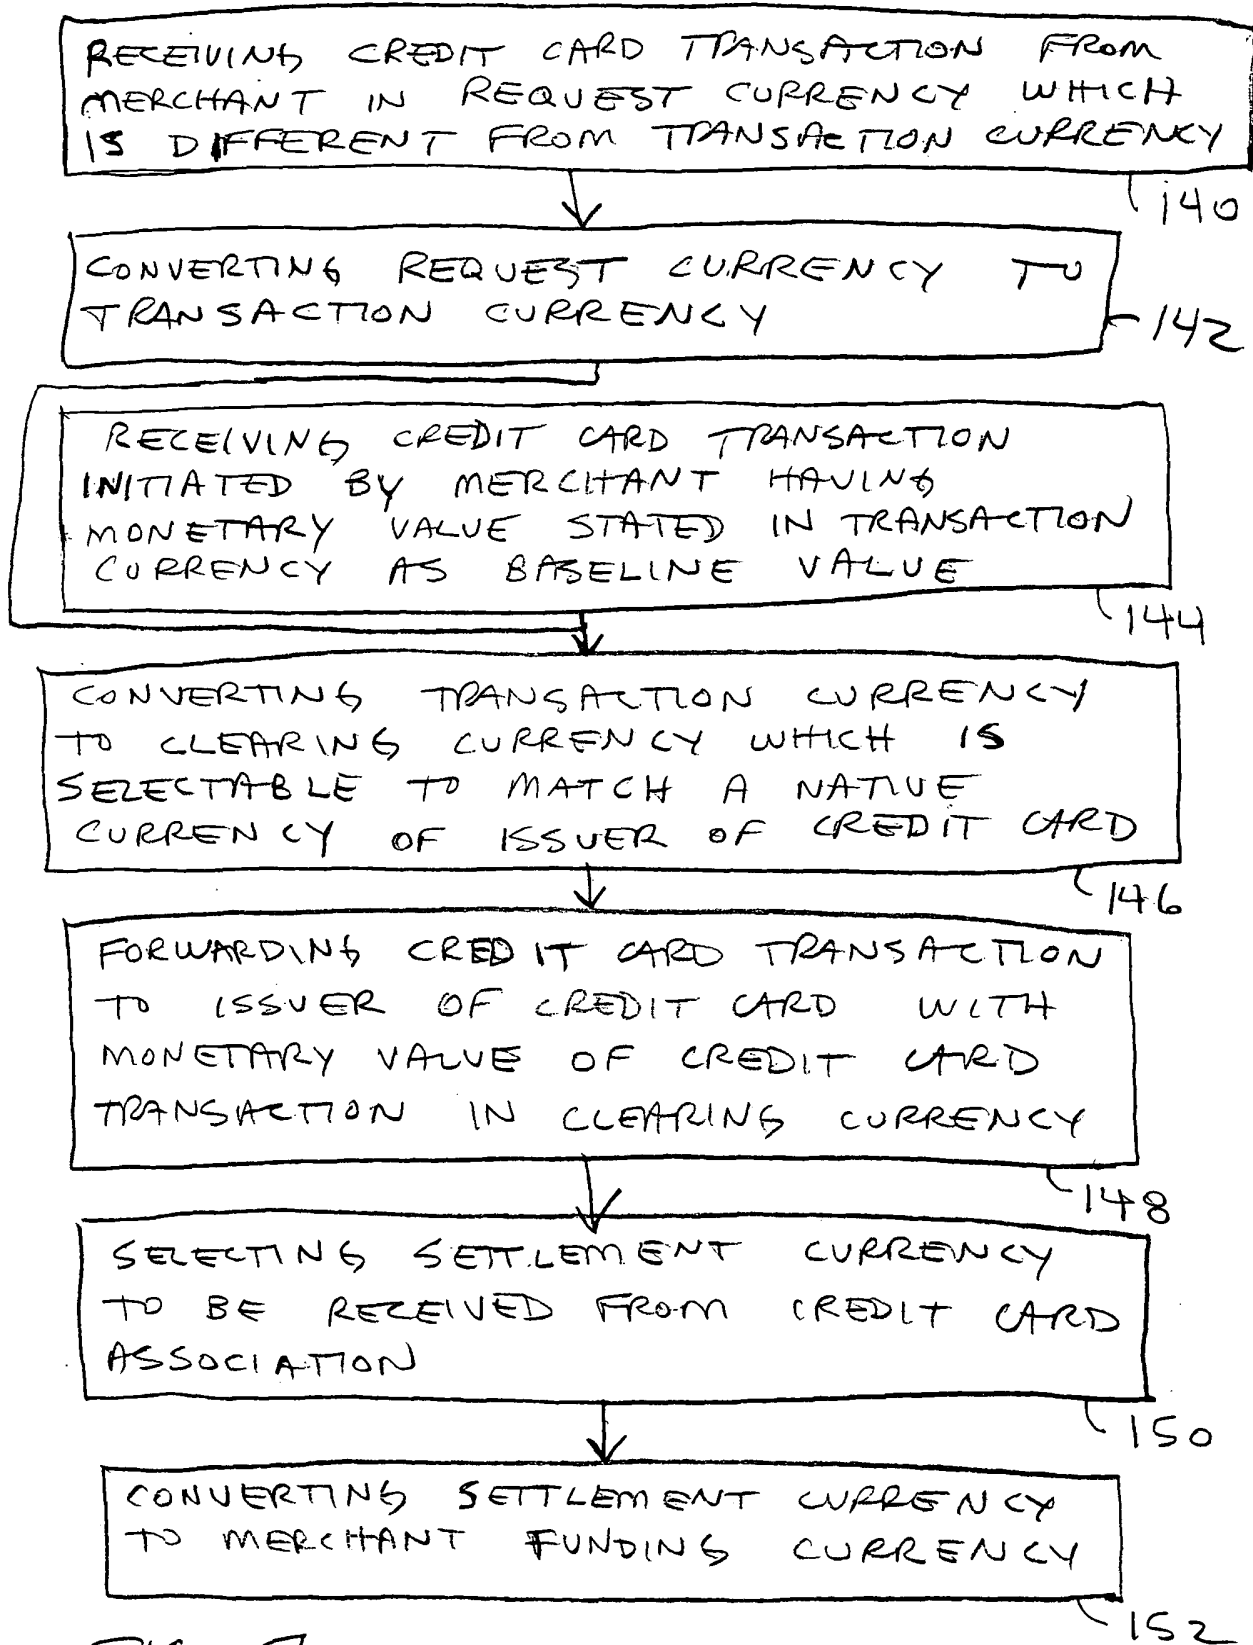 RECEIVING CREDIT CARD TRANSACTION FROM
MERCHANT IN REQUEST CURRENCY WHICH
IS DIFFERENT FROM TRANSACTION CURRENCY
140
CONVERTING REQUEST CURRENCY TO
TRANSACTION CURRENCY
142
RECEIVING CREDIT CARD TRANSACTION
INITIATED BY MERCHANT HAVING
MONETARY VALUE STATED IN TRANSACTION
CURRENCY AS BASELINE VALUE
144
CONVERTING TRANSACTION CURRENCY
TO CLEARING CURRENCY WHICH IS
SELECTABLE TO MATCH A NATIVE
CURRENCY OF ISSUER OF CREDIT CARD
146
FORWARDING CREDIT CARD TRANSACTION
TO ISSUER OF CREDIT CARD WITH
MONETARY VALUE OF CREDIT CARD
TRANSACTION IN CLEARING CURRENCY
148
SELECTING SETTLEMENT CURRENCY
TO BE RECEIVED FROM CREDIT CARD
ASSOCIATION
150
CONVERTING SETTLEMENT CURRENCY
TO MERCHANT FUNDING CURRENCY
152